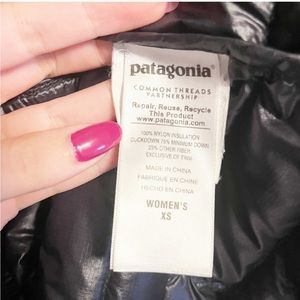 patagonia®
COMMON THREADS
PARTNERSHIP
Repair, Reuse, Recycle
This Product
www.patagonia.com
100% NYLON INSULATION
DUCKDOWN 75% MINIMUM DOWN
25% OTHER FIBER
EXCLUSIVE OF TRIM
MADE IN CHINA
FABRIQUÉ EN CHINE
HECHO EN CHINA
WOMEN'S
XS